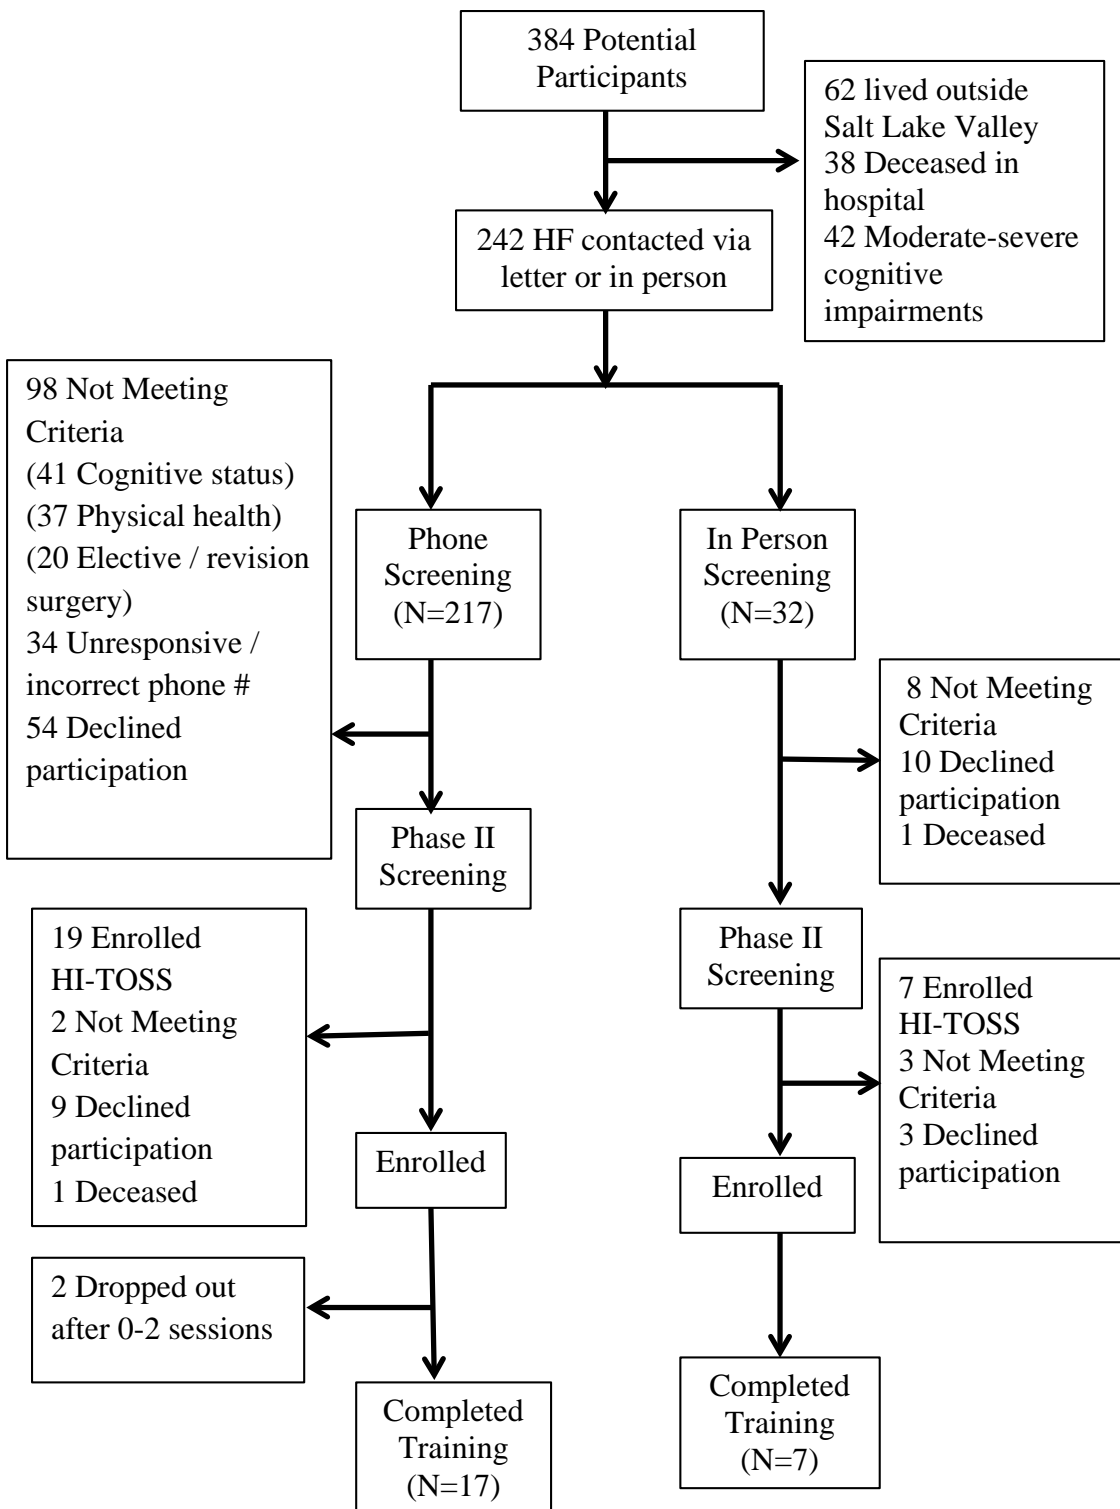 384 Potential
Participants
62 lived outside
Salt Lake Valley
38 Deceased in
hospital
42 Moderate-severe
cognitive
impairments
242 HF contacted via
letter or in person
98 Not Meeting
Criteria
(41 Cognitive status)
(37 Physical health)
(20 Elective / revision
surgery)
34 Unresponsive /
incorrect phone #
54 Declined
participation
Phone
Screening
(N=217)
In Person
Screening
(N=32)
8 Not Meeting
Criteria
10 Declined
participation
1 Deceased
Phase II
Screening
Phase II
Screening
19 Enrolled
HI-TOSS
2 Not Meeting
Criteria
9 Declined
participation
1 Deceased
7 Enrolled
HI-TOSS
3 Not Meeting
Criteria
3 Declined
participation
Enrolled
Enrolled
2 Dropped out
after 0-2 sessions
Completed
Training
(N=17)
Completed
Training
(N=7)